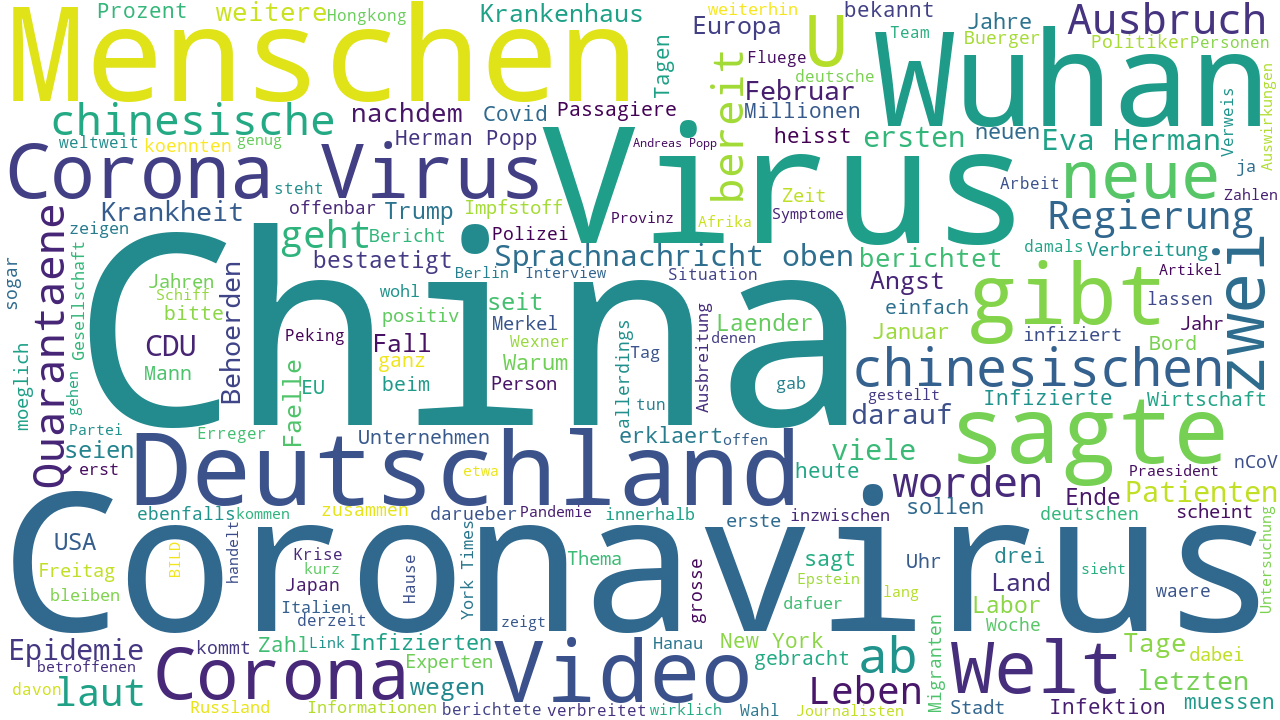 Menschen
Prozent
weitere
Hongkong
Krankenhaus
Tagen
Europa
weiterhin
Fluege
bereit
U
deutsche
bekannt
Team
Jahre
Buerger
Ausbruch
Politiker
Personen
Wuhan
Auswirkungen
Verweis
chinesische
nachdem
Covid
Passagiere
Februar
Millionen
heisst
ersten
neuen
Eva Herman
weltweit
koennten
genug
Herman Popp
Andreas Popp
Virus
Corona
Virus
steht
offenbar
Trump
Impfstoff
Provinz
Afrika
Zeit
Symptome
Arbeit
neue
ja
Zahlen
Krankheit
zeigen
Quarantaene
sogar
Gesellschaft
geht
Bericht
Polizei
bestaetigt
Sprachnachricht
oben
berichtet
Regierung
damals
Verbreitung
zwei
Berlin
Interview
Situation
Angst
Artikel
China
Jahren
Schiff
bitte
Behoerden
wohl
positiv
seit
einfach
gibt
lassen
Januar
infiziert
Jahr
Bord
CDU
Mann
Peking
Fall
ganz
Merkel
Wexner
Warum
Laender
denen
Ausbreitung
allerdings
Tag
EU
beim
Person
tun
gab
chinesischen
gestellt
Infizierte
Wirtschaft
moeglich
gehen
Partei
seien
erst
Erreger
Faelle
Unternehmen
erklaert
offen
darauf
sagte
viele
Deutschland
etwa
heute
worden
Praesident
nCoV
ebenfalls
kommen
zusammen
darueber
Pandemie
innerhalb
erste
inzwischen
sollen
Ende
Patienten
deutschen
scheint
Coronavirus
USA
Freitag
bleiben
BILD
handelt
Krise
kurz
Japan
Italien
derzeit
Hause
York Times
zeigt
Thema
grosse
sagt
Epstein
dafuer
Uhr
lang
drei
Land
Labor
Woche
sieht
waere
Untersuchung
Epidemie
betroffenen
davon
laut
kommt
Zahl
Link
Infizierten
Corona
Experten
wegen
Video
Hanau
New York
gebracht
ab
Leben
Migranten
Welt
Tage
dabei
letzten
Russland
Informationen
berichtete
verbreitet
wirklich
Wahl
Journalisten
Stadt
Infektion
muessen